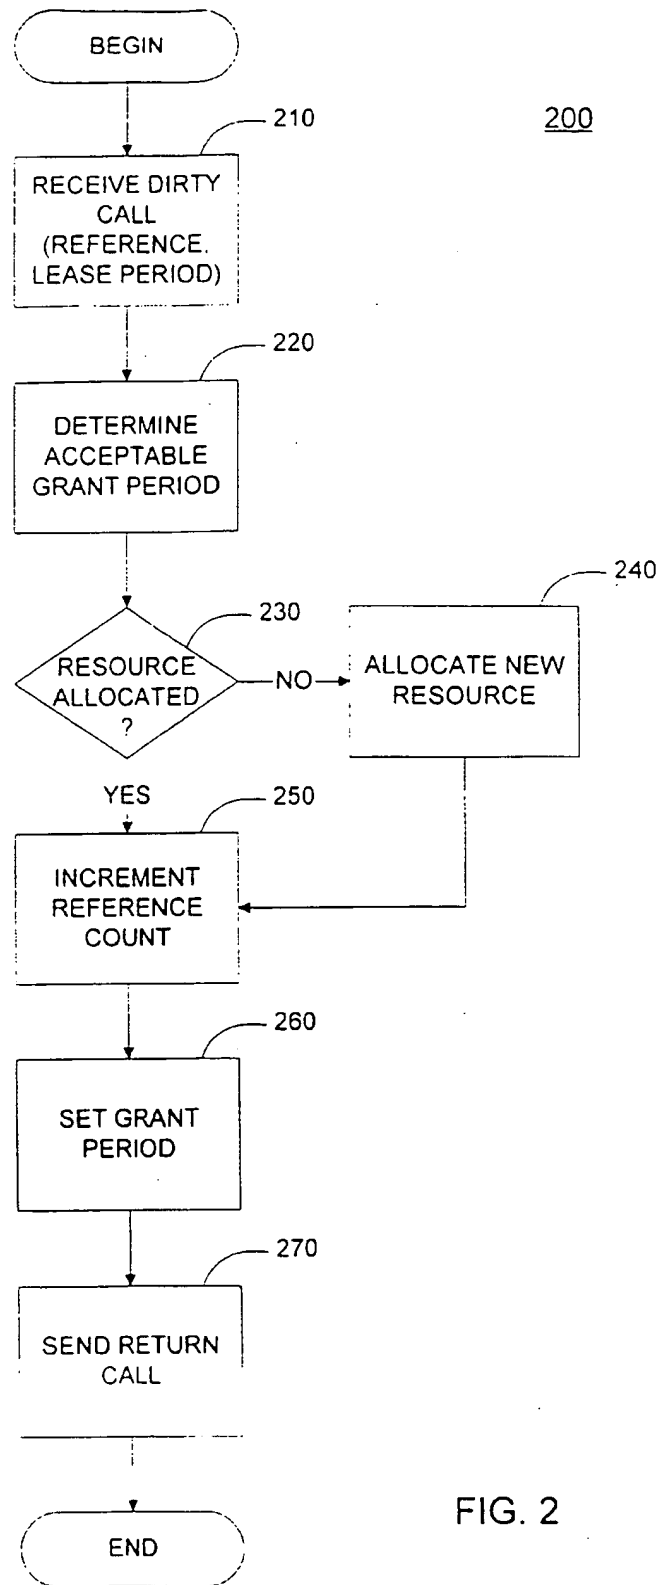 BEGIN
200
210
RECEIVE DIRTY
CALL
(REFERENCE.
LEASE PERIOD)
220
DETERMINE
ACCEPTABLE
GRANT PERIOD
230
RESOURCE
ALLOCATED
?
NO
240
ALLOCATE NEW
RESOURCE
YES
250
INCREMENT
REFERENCE
COUNT
260
SET GRANT
PERIOD
270
SEND RETURN
CALL
END
FIG. 2